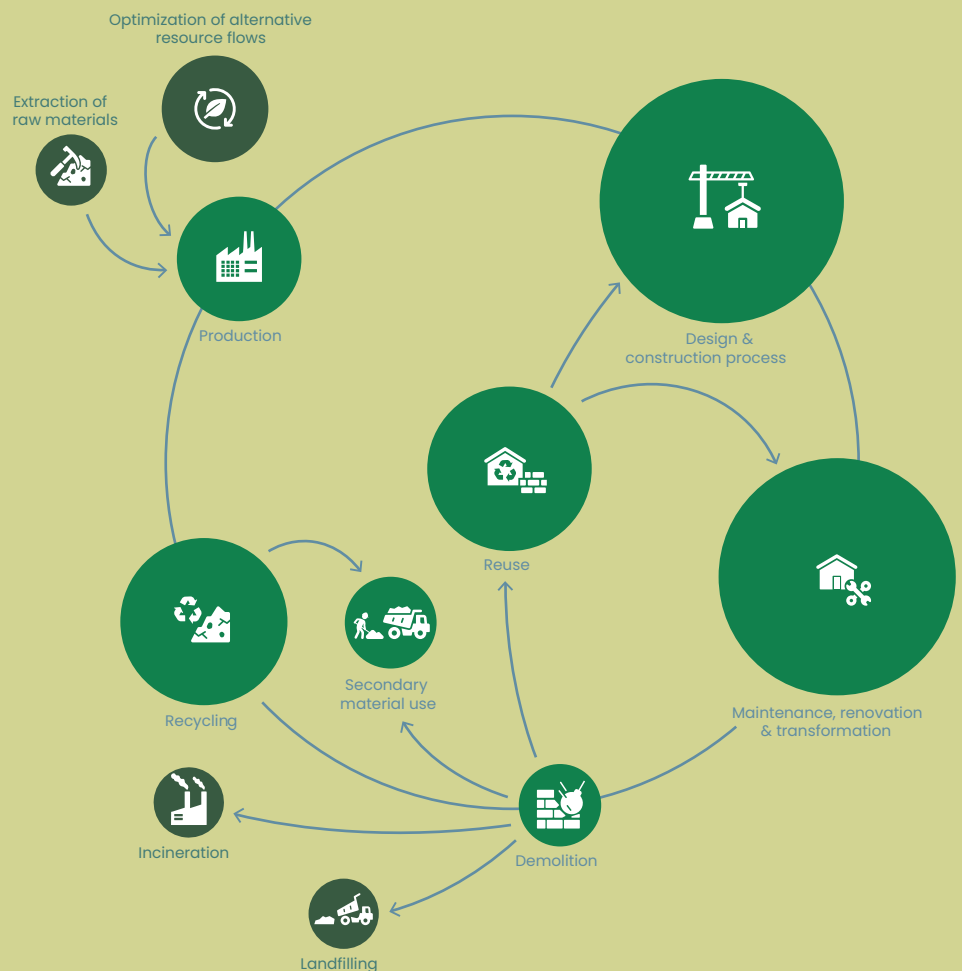 Optimization of alternative
resource flows
Extraction of
raw materials
Production
Design &
construction process
Reuse
Secondary
material use
Recycling
Maintenance, renovation
& transformation
Incineration
Demolition
Landfilling